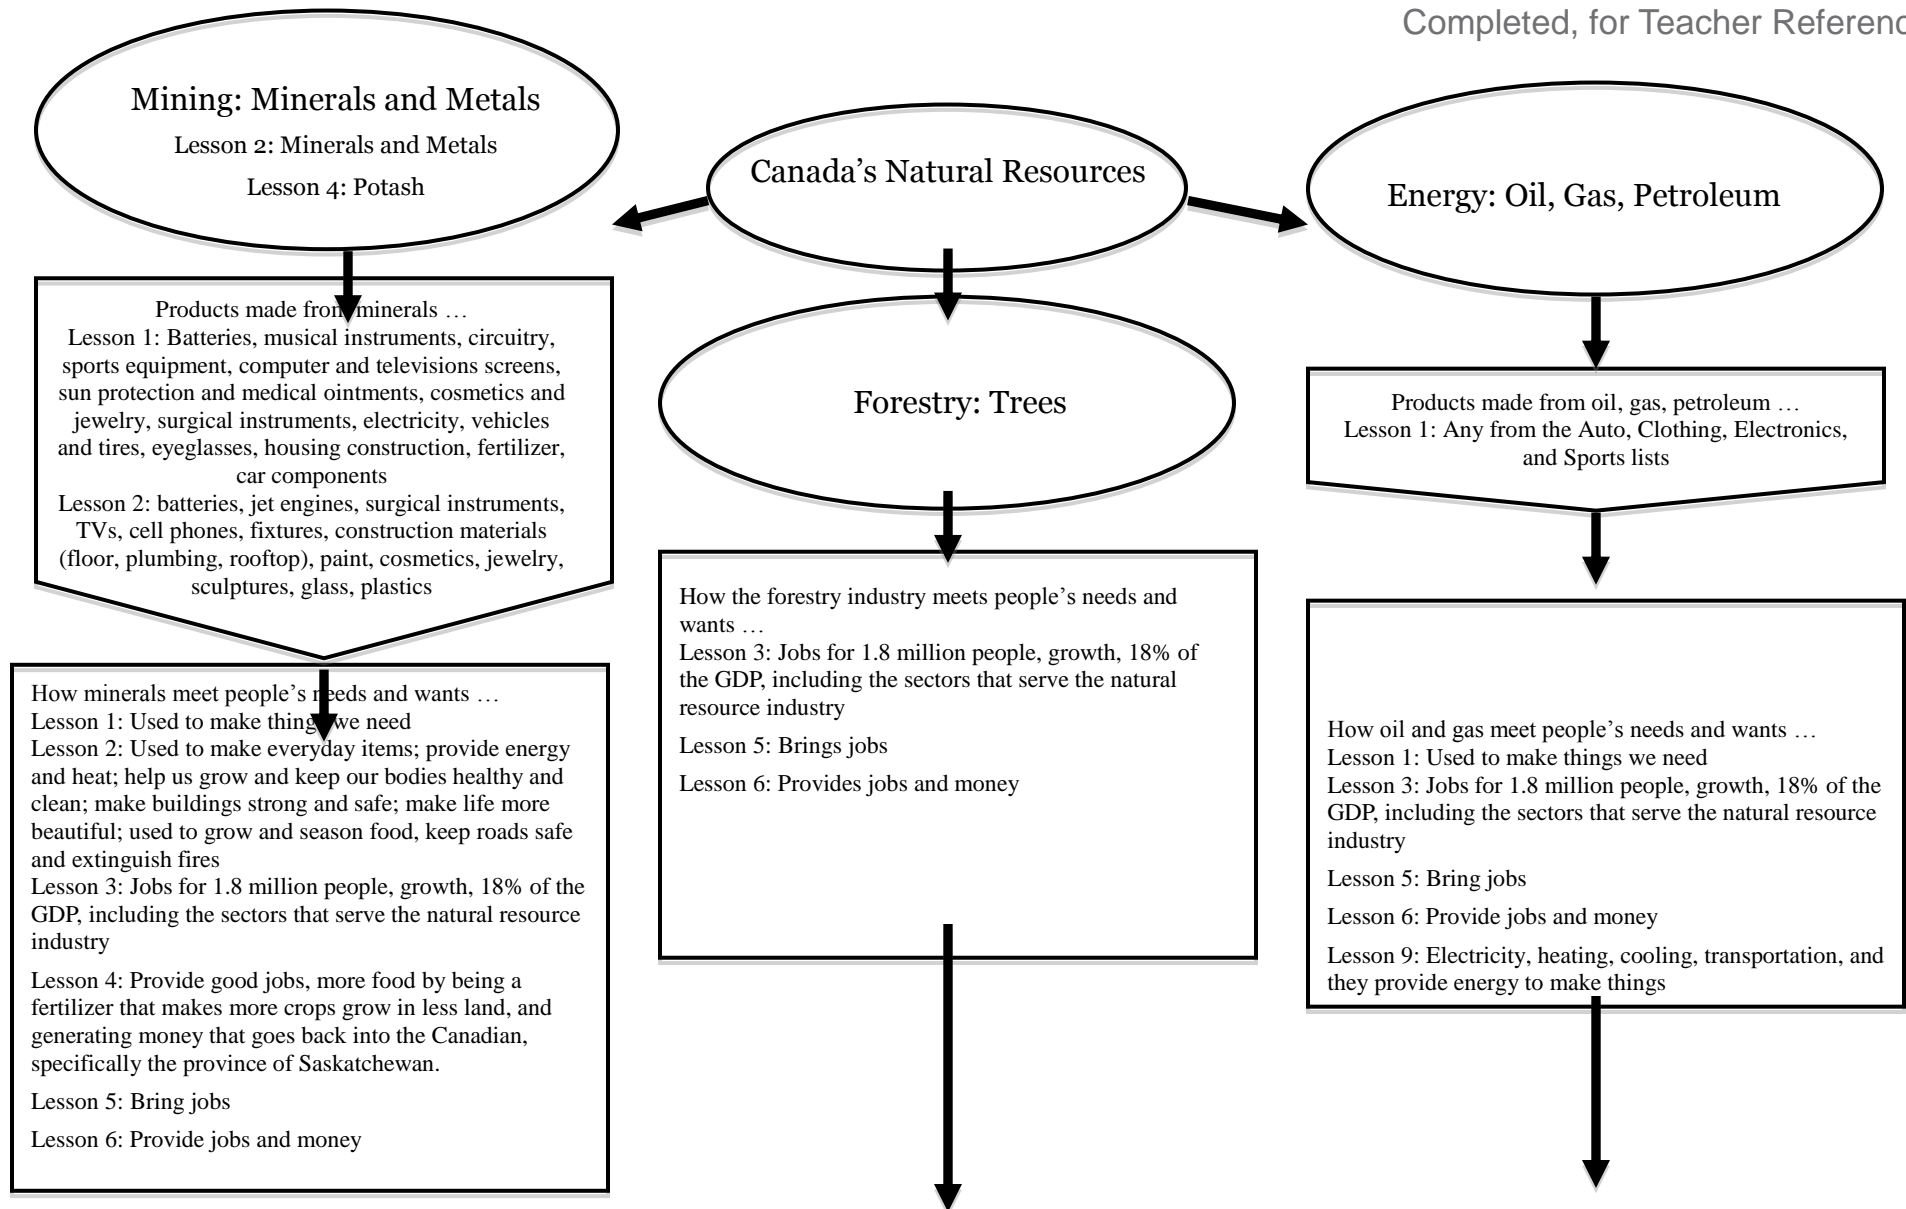 Completed, for Teacher Referenc
Mining: Minerals and Metals
Lesson 2: Minerals and Metals
Lesson 4: Potash
Canada’s Natural Resources
Energy: Oil, Gas, Petroleum
Products made from minerals …
Lesson 1: Batteries, musical instruments, circuitry,
sports equipment, computer and televisions screens,
sun protection and medical ointments, cosmetics and
jewelry, surgical instruments, electricity, vehicles
and tires, eyeglasses, housing construction, fertilizer,
car components
Lesson 2: batteries, jet engines, surgical instruments,
TVs, cell phones, fixtures, construction materials
(floor, plumbing, rooftop), paint, cosmetics, jewelry,
sculptures, glass, plastics
Forestry: Trees
Products made from oil, gas, petroleum …
Lesson 1: Any from the Auto, Clothing, Electronics,
and Sports lists
How minerals meet people’s needs and wants …
Lesson 1: Used to make things we need
Lesson 2: Used to make everyday items; provide energy
and heat; help us grow and keep our bodies healthy and
clean; make buildings strong and safe; make life more
beautiful; used to grow and season food, keep roads safe
and extinguish fires
Lesson 3: Jobs for 1.8 million people, growth, 18% of the
GDP, including the sectors that serve the natural resource
industry
Lesson 4: Provide good jobs, more food by being a
fertilizer that makes more crops grow in less land, and
generating money that goes back into the Canadian,
specifically the province of Saskatchewan.
Lesson 5: Bring jobs
Lesson 6: Provide jobs and money
How the forestry industry meets people’s needs and
wants …
Lesson 3: Jobs for 1.8 million people, growth, 18% of
the GDP, including the sectors that serve the natural
resource industry
Lesson 5: Brings jobs
Lesson 6: Provides jobs and money
How oil and gas meet people’s needs and wants …
Lesson 1: Used to make things we need
Lesson 3: Jobs for 1.8 million people, growth, 18% of the
GDP, including the sectors that serve the natural resource
industry
Lesson 5: Bring jobs
Lesson 6: Provide jobs and money
Lesson 9: Electricity, heating, cooling, transportation, and
they provide energy to make things